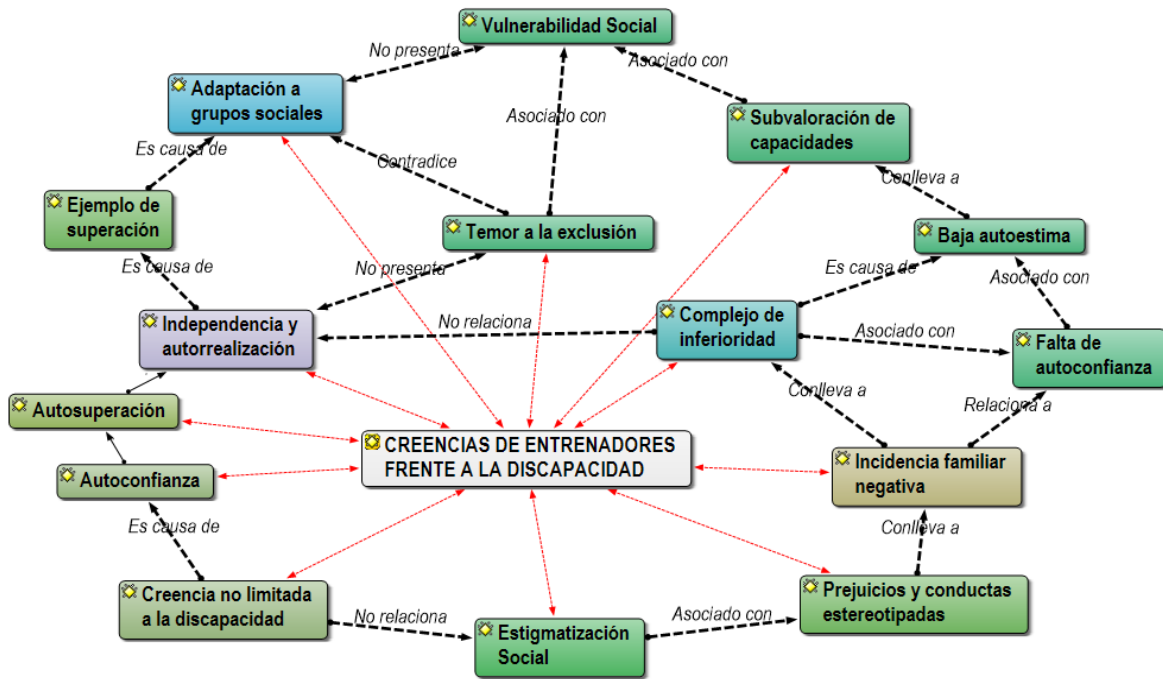 Vulnerabilidad Social
No presenta
Asociado con
Adaptación a
grupos sociales
Asociado con
Subvaloración de
capacidades
Es causa de
Contradice
Conlleva a
Ejemplo de
superación
Temor a la exclusión
Baja autoestima
Es causa de
No presenta
Es causa de
Asociado con
Independencia y
autorrealización
No relaciona
Complejo de
inferioridad
Asociado con
Falta de
autoconfianza
Autosuperación
Conlleva a
Relaciona a
CREENCIAS DE ENTRENADORES
FRENTE A LA DISCAPACIDAD
Autoconfianza
Incidencia familiar
negativa
Es causa de
Conlleva a
Creencia no limitada
a la discapacidad
No relaciona
Estigmatización
Social
Asociado con
Prejuicios y conductas
estereotipadas